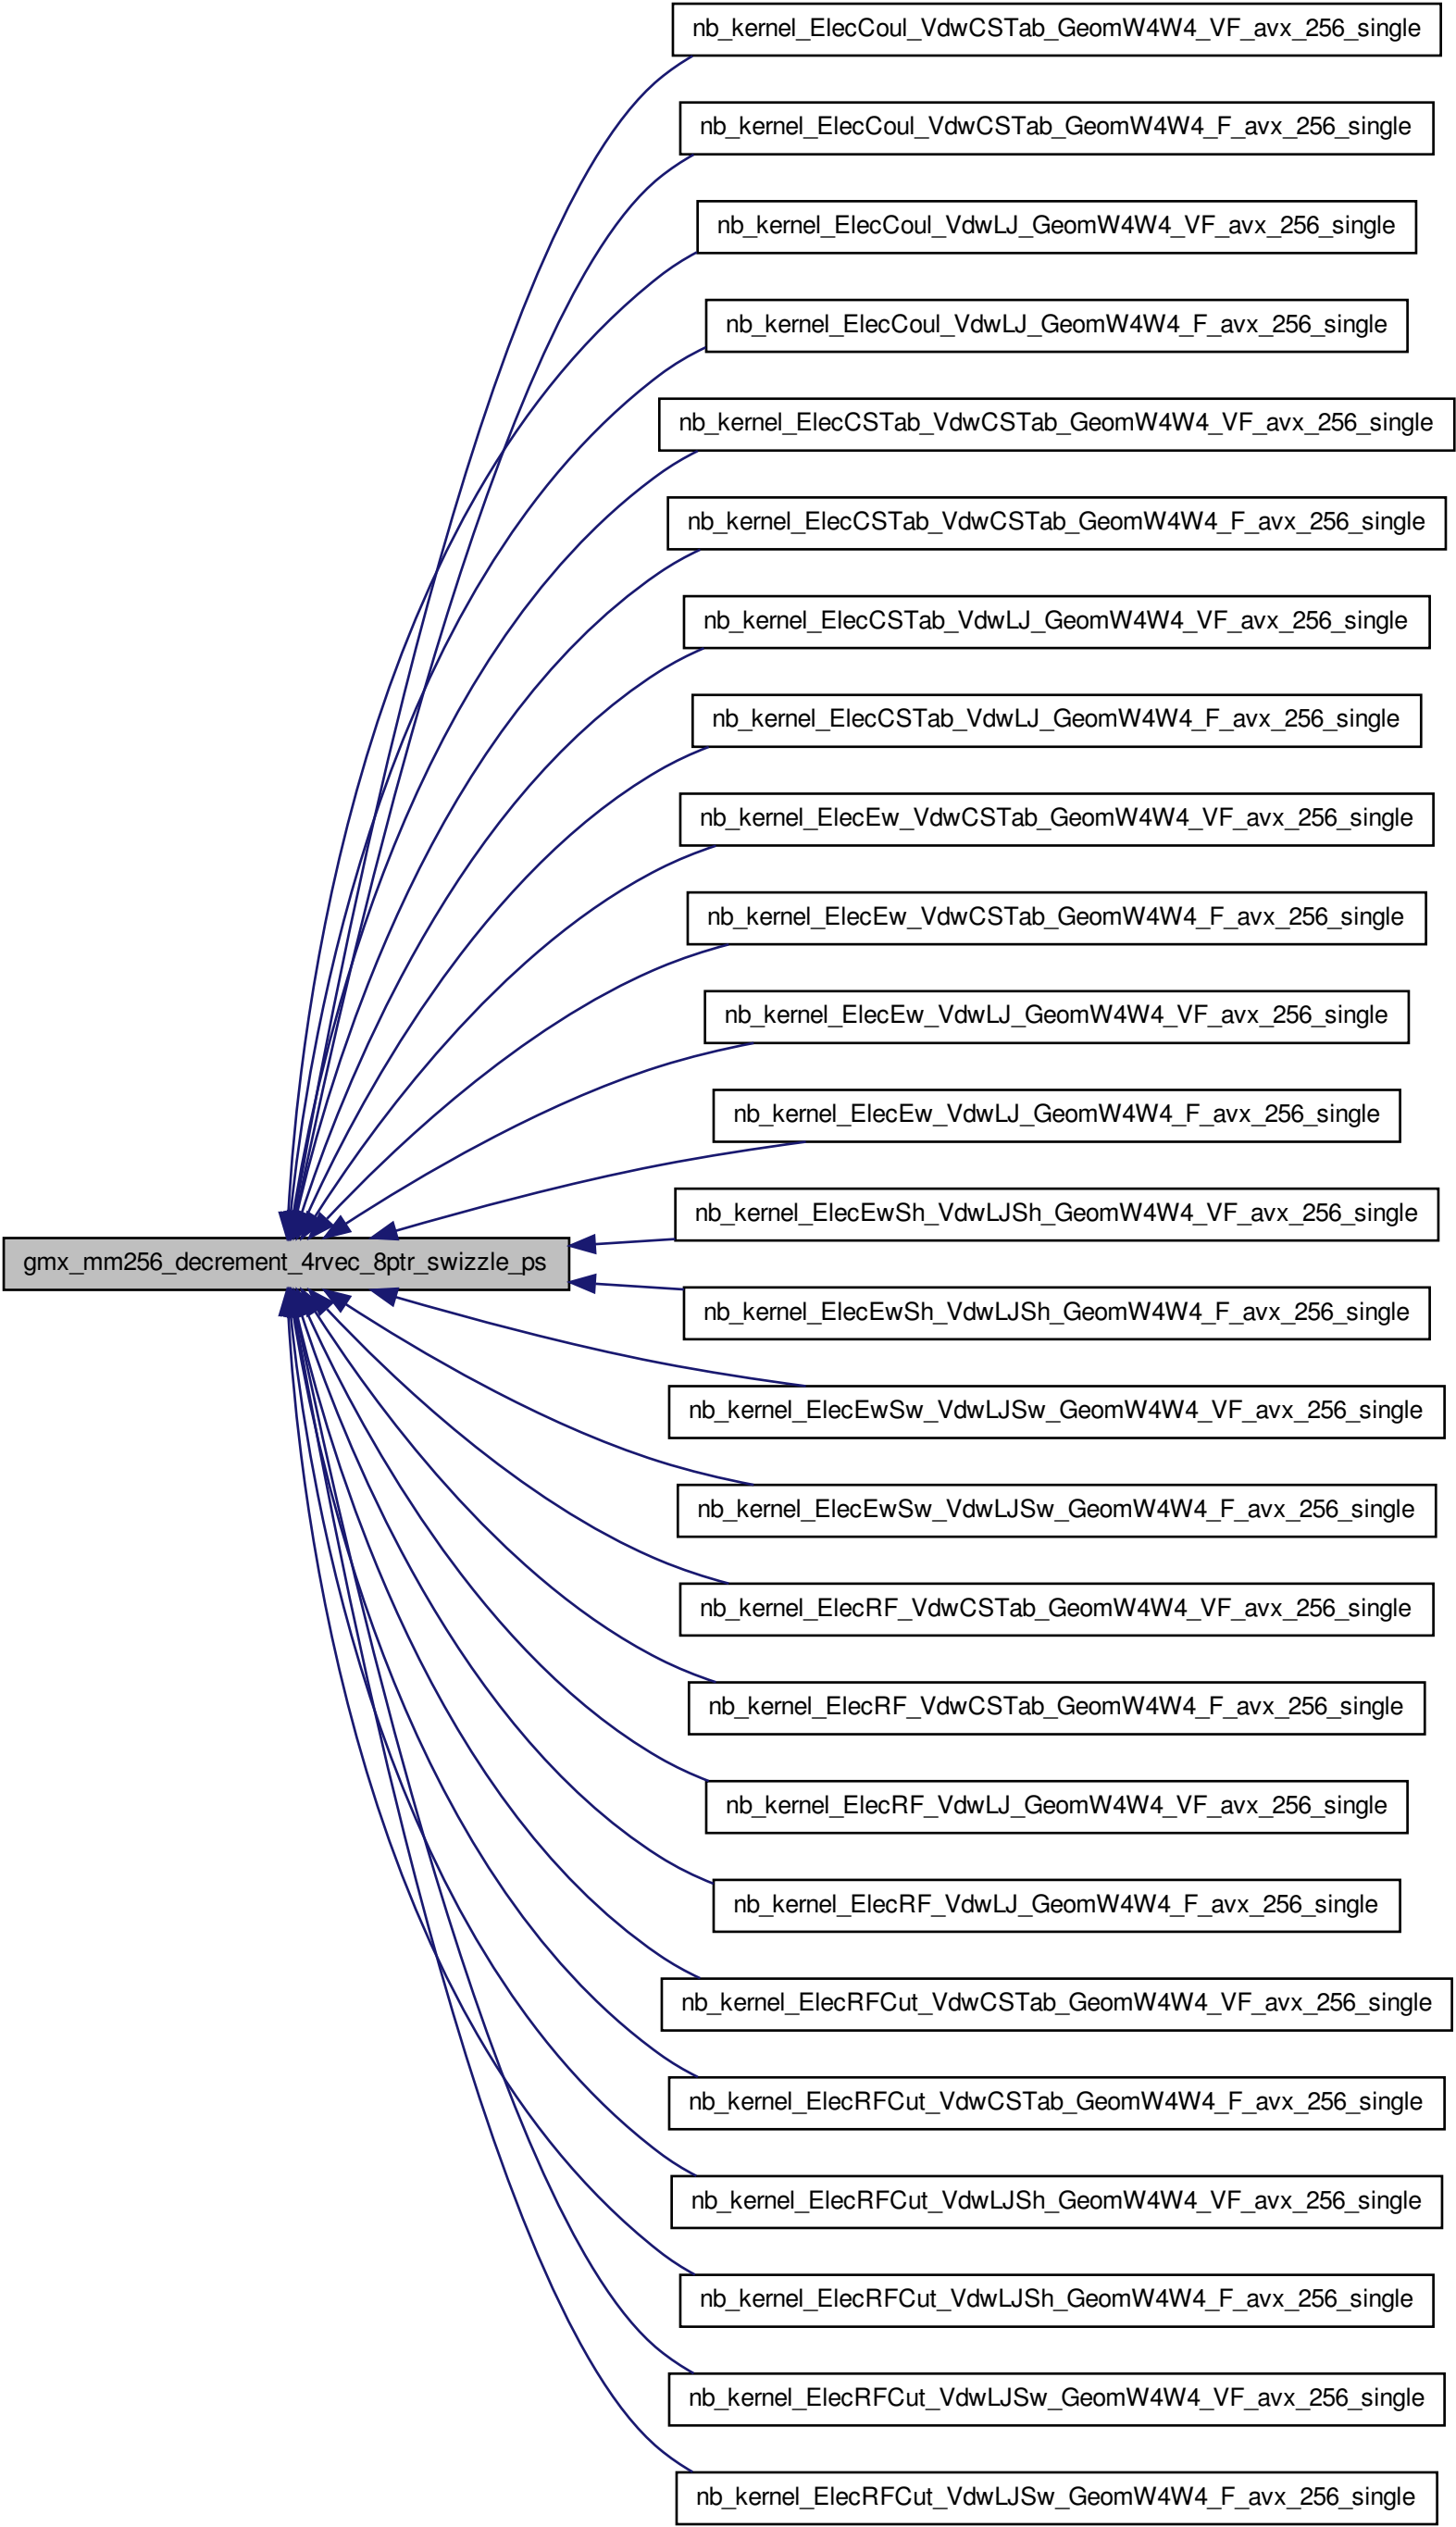 nb_kernel_ElecCoul_VdwCSTab_GeomW4W4_VF_avx_256_single
nb_kernel_ElecCoul_VdwCSTab_GeomW4W4_F_avx_256_single
nb_kernel_ElecCoul_VdwLJ_GeomW4W4_VF_avx_256_single
nb_kernel_ElecCoul_VdwLJ_GeomW4W4_F_avx_256_single
nb_kernel_ElecCSTab_VdwCSTab_GeomW4W4_VF_avx_256_single
nb_kernel_ElecCSTab_VdwCSTab_GeomW4W4_F_avx_256_single
nb_kernel_ElecCSTab_VdwLJ_GeomW4W4_VF_avx_256_single
nb_kernel_ElecCSTab_VdwLJ_GeomW4W4_F_avx_256_single
nb_kernel_ElecEw_VdwCSTab_GeomW4W4_VF_avx_256_single
nb_kernel_ElecEw_VdwCSTab_GeomW4W4_F_avx_256_single
nb_kernel_ElecEw_VdwLJ_GeomW4W4_VF_avx_256_single
nb_kernel_ElecEw_VdwLJ_GeomW4W4_F_avx_256_single
nb_kernel_ElecEwSh_VdwLJSh_GeomW4W4_VF_avx_256_single
gmx_mm256_decrement_4rvec_8ptr_swizzle_ps
nb_kernel_ElecEwSh_VdwLJSh_GeomW4W4_F_avx_256_single
nb_kernel_ElecEwSw_VdwLJSw_GeomW4W4_VF_avx_256_single
nb_kernel_ElecEwSw_VdwLJSw_GeomW4W4_F_avx_256_single
nb_kernel_ElecRF_VdwCSTab_GeomW4W4_VF_avx_256_single
nb_kernel_ElecRF_VdwCSTab_GeomW4W4_F_avx_256_single
nb_kernel_ElecRF_VdwLJ_GeomW4W4_VF_avx_256_single
nb_kernel_ElecRF_VdwLJ_GeomW4W4_F_avx_256_single
nb_kernel_ElecRFCut_VdwCSTab_GeomW4W4_VF_avx_256_single
nb_kernel_ElecRFCut_VdwCSTab_GeomW4W4_F_avx_256_single
nb_kernel_ElecRFCut_VdwLJSh_GeomW4W4_VF_avx_256_single
nb_kernel_ElecRFCut_VdwLJSh_GeomW4W4_F_avx_256_single
nb_kernel_ElecRFCut_VdwLJSw_GeomW4W4_VF_avx_256_single
nb_kernel_ElecRFCut_VdwLJSw_GeomW4W4_F_avx_256_single